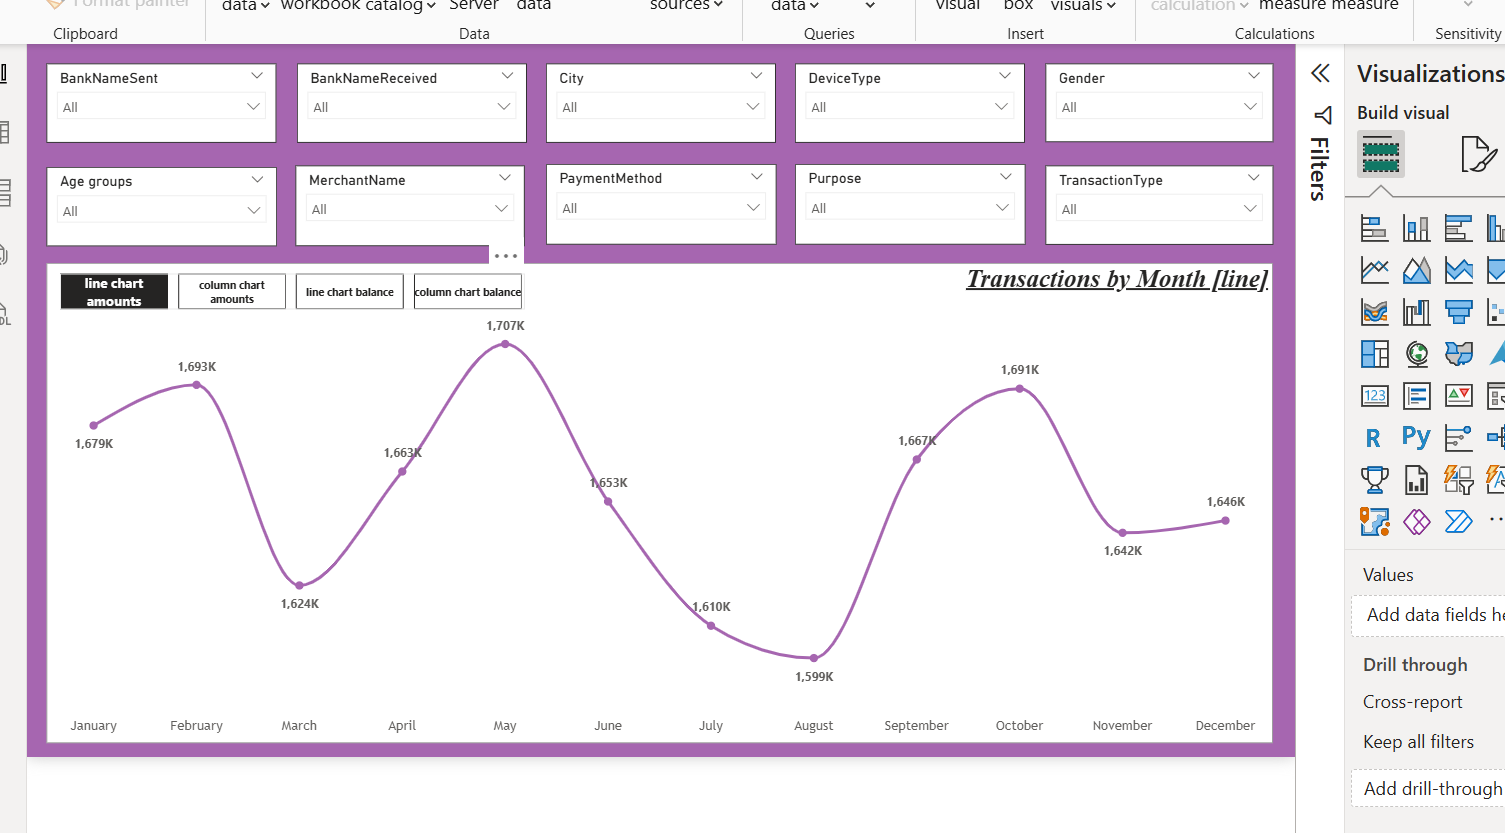 Format painter
data workbook catalog Server data sources data visual box visuals calculation measure measure
Clipboard Data Queries Insert Calculations Sensitivity
BankNameSent BankNameReceived City DeviceType Gender
All All All All All
Age groups MerchantName PaymentMethod Purpose TransactionType
All All All All All
line chart amounts
column chart amounts
line chart balance
column chart balance
Transactions by Month [line]
1,679K
1,693K
1,624K
1,663K
1,707K
1,653K
1,610K
1,599K
1,667K
1,691K
1,642K
1,646K
January February March April May June July August September October November December
Filters
Visualizations
Build visual
123
R Py
Values
Add data fields he
Drill through
Cross-report
Keep all filters
Add drill-through